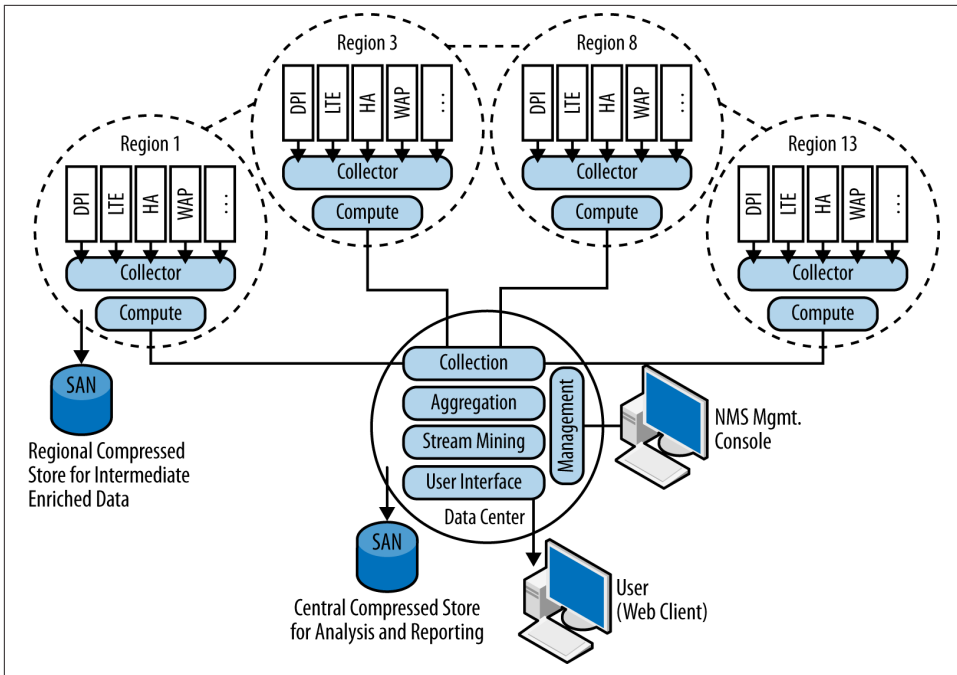 Region 1
DPI
LTE
HA
WAP
...
Collector
Compute
Region 3
DPI
LTE
HA
WAP
...
Collector
Compute
Region 8
DPI
LTE
HA
WAP
...
Collector
Compute
Region 13
DPI
LTE
HA
WAP
...
Collector
Compute
SAN
Regional Compressed
Store for Intermediate
Enriched Data
Collection
Aggregation
Stream Mining
User Interface
Management
Data Center
NMS Mgmt.
Console
SAN
Central Compressed Store
for Analysis and Reporting
User
(Web Client)